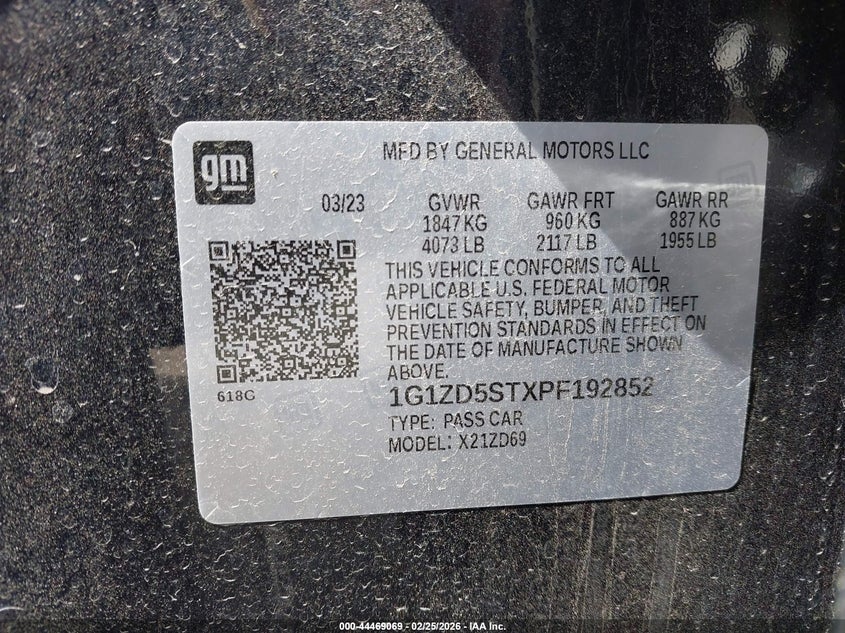 gm
MFD BY GENERAL MOTORS LLC
03/23 GVWR GAWR FRT GAWR RR
1847 KG 960 KG 887 KG
4073 LB 2117 LB 1955 LB
THIS VEHICLE CONFORMS TO ALL
APPLICABLE U.S. FEDERAL MOTOR
VEHICLE SAFETY, BUMPER, AND THEFT
PREVENTION STANDARDS IN EFFECT ON
THE DATE OF MANUFACTURE SHOWN
ABOVE.
618G
1G1ZD5STXPF192852
TYPE: PASS CAR
MODEL: X21ZD69
000-44469069 - 02/25/2026 - IAA Inc.